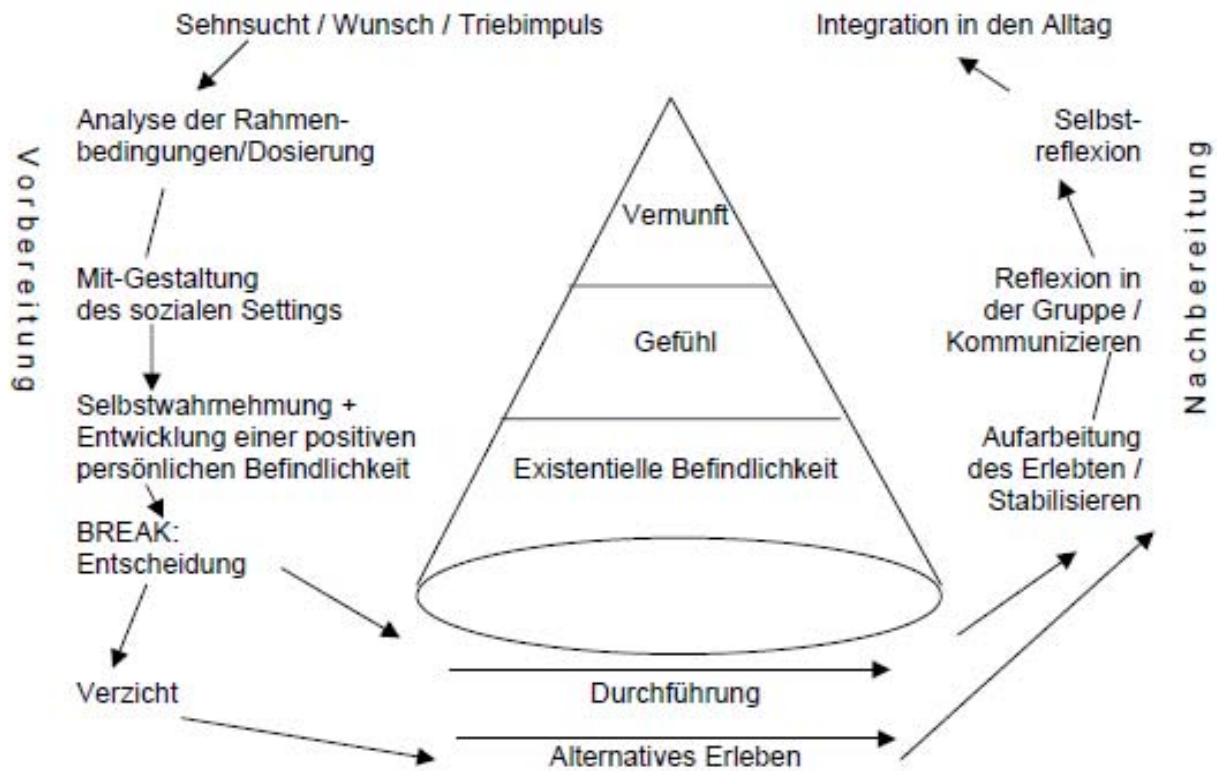 Sehnsucht / Wunsch / Triebimpuls
Integration in den Alltag
Vorbereitung
Analyse der Rahmen-
bedingungen/Dosierung
Mit-Gestaltung
des sozialen Settings
Selbstwahrnehmung +
Entwicklung einer positiven
persönlichen Befindlichkeit
BREAK:
Entscheidung
Verzicht
Vernunft
Gefühl
Existentielle Befindlichkeit
Durchführung
Alternatives Erleben
Selbst-
reflexion
Reflexion in
der Gruppe /
Kommunizieren
Aufarbeitung
des Erlebten /
Stabilisieren
Nachbereitung